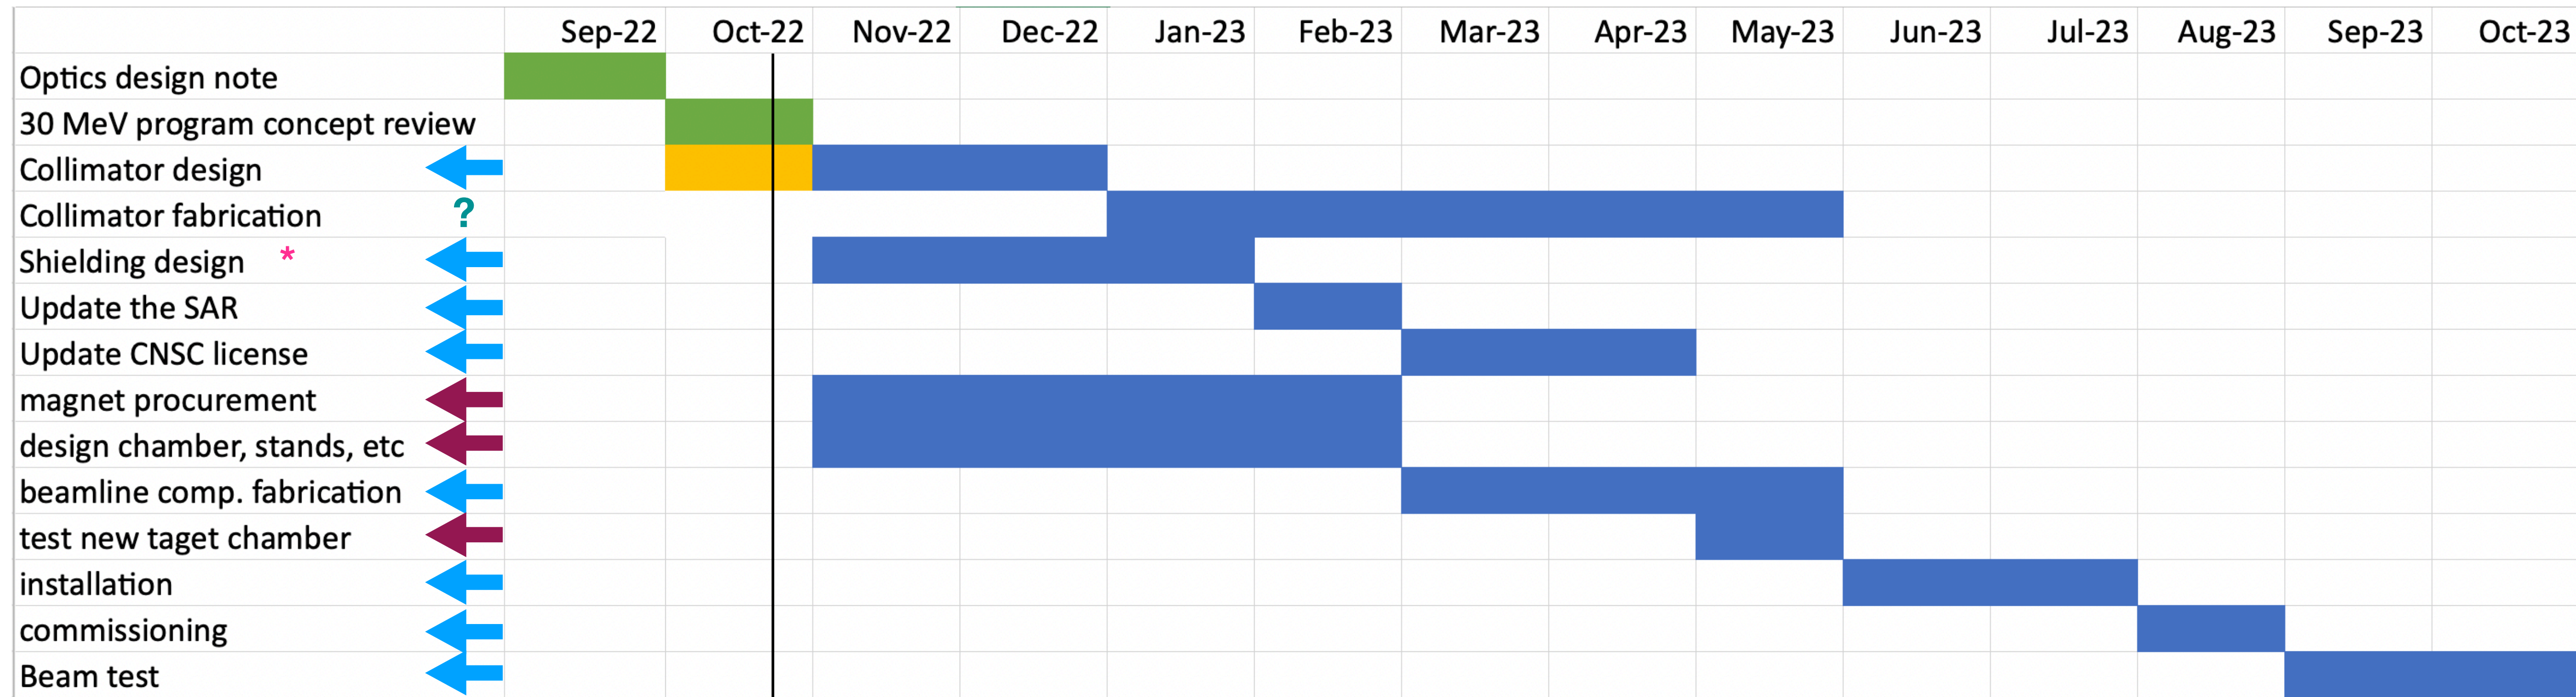 Sep-22 Oct-22 Nov-22 Dec-22 Jan-23 Feb-23 Mar-23 Apr-23 May-23 Jun-23 Jul-23 Aug-23 Sep-23 Oct-23
Optics design note
30 MeV program concept review
Collimator design
Collimator fabrication ?
Shielding design *
Update the SAR
Update CNSC license
magnet procurement
design chamber, stands, etc
beamline comp. fabrication
test new taget chamber
installation
commissioning
Beam test